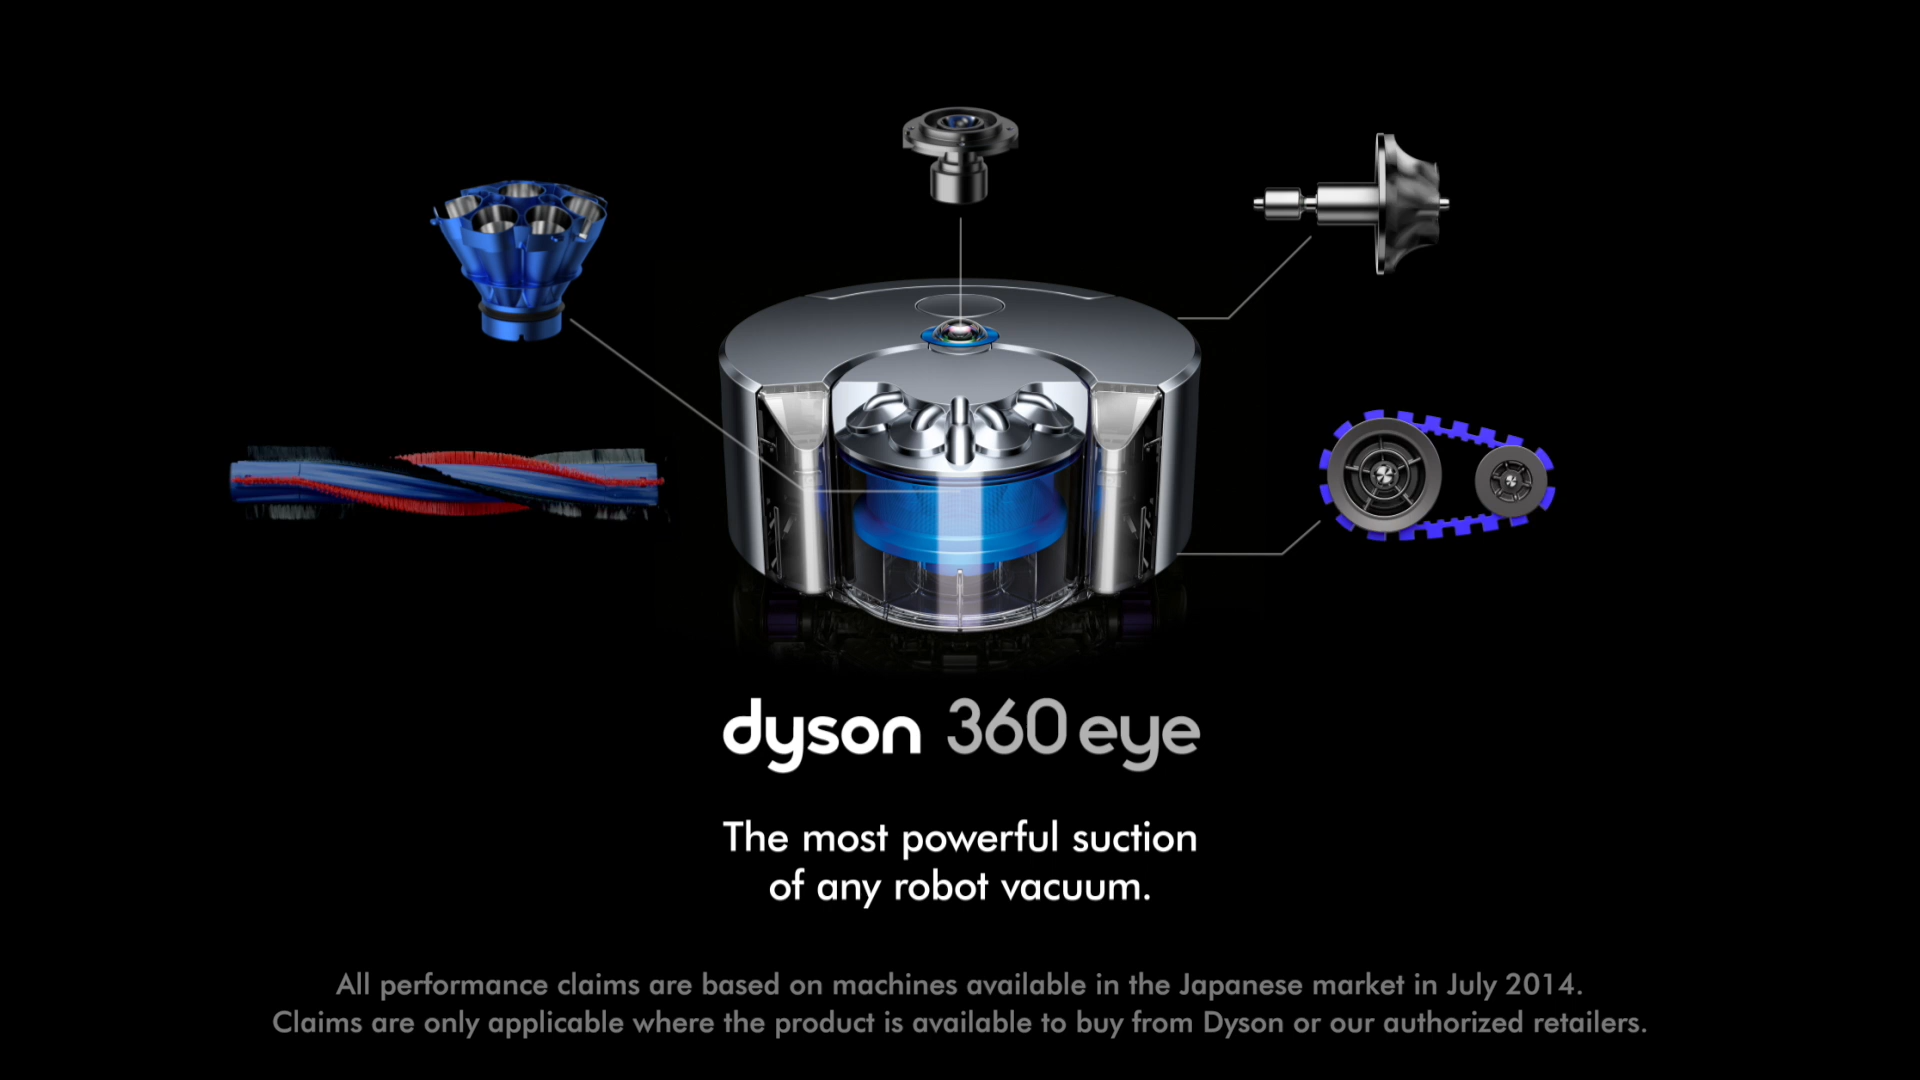 dyson 360 eye
The most powerful suction
of any robot vacuum.
All performance claims are based on machines available in the Japanese market in July 2014.
Claims are only applicable where the product is available to buy from Dyson or our authorized retailers.